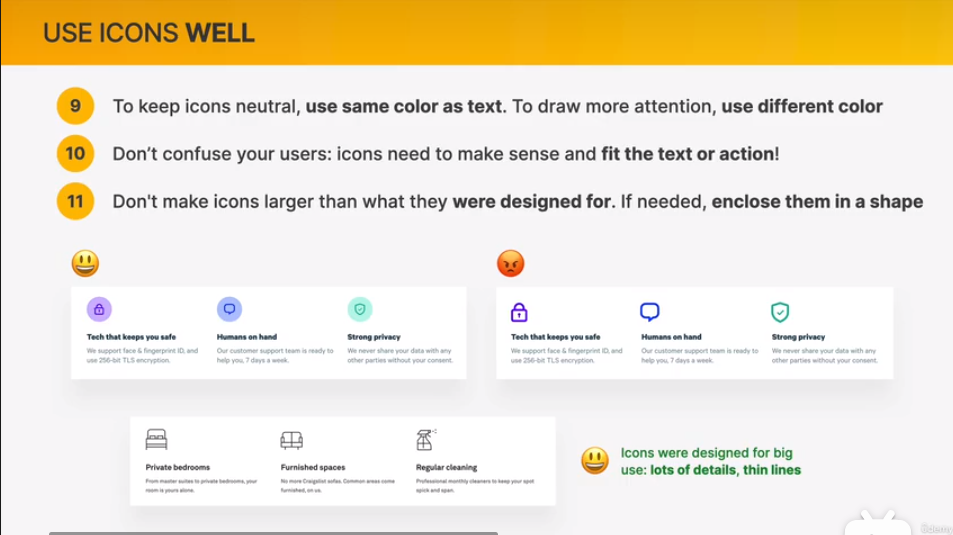 USE ICONS WELL
9 To keep icons neutral, use same color as text. To draw more attention, use different color
10 Don’t confuse your users: icons need to make sense and fit the text or action!
11 Don't make icons larger than what they were designed for. If needed, enclose them in a shape
Tech that keeps you safe
We support face & fingerprint ID, and
use 256-bit TLS encryption.
Humans on hand
Our customer support team is ready to
help you, 7 days a week.
Strong privacy
We never share your data with any
other parties without your consent.
Tech that keeps you safe
We support face & fingerprint ID, and
use 256-bit TLS encryption.
Humans on hand
Our customer support team is ready to
help you, 7 days a week.
Strong privacy
We never share your data with any
other parties without your consent.
Private bedrooms
From master suites to private bedrooms, your
room is yours alone.
Furnished spaces
No more Craigslist sofas. Common areas come
furnished, on us.
Regular cleaning
Professional monthly cleaners to keep your spot
spick and span.
Icons were designed for big
use: lots of details, thin lines
Udemy